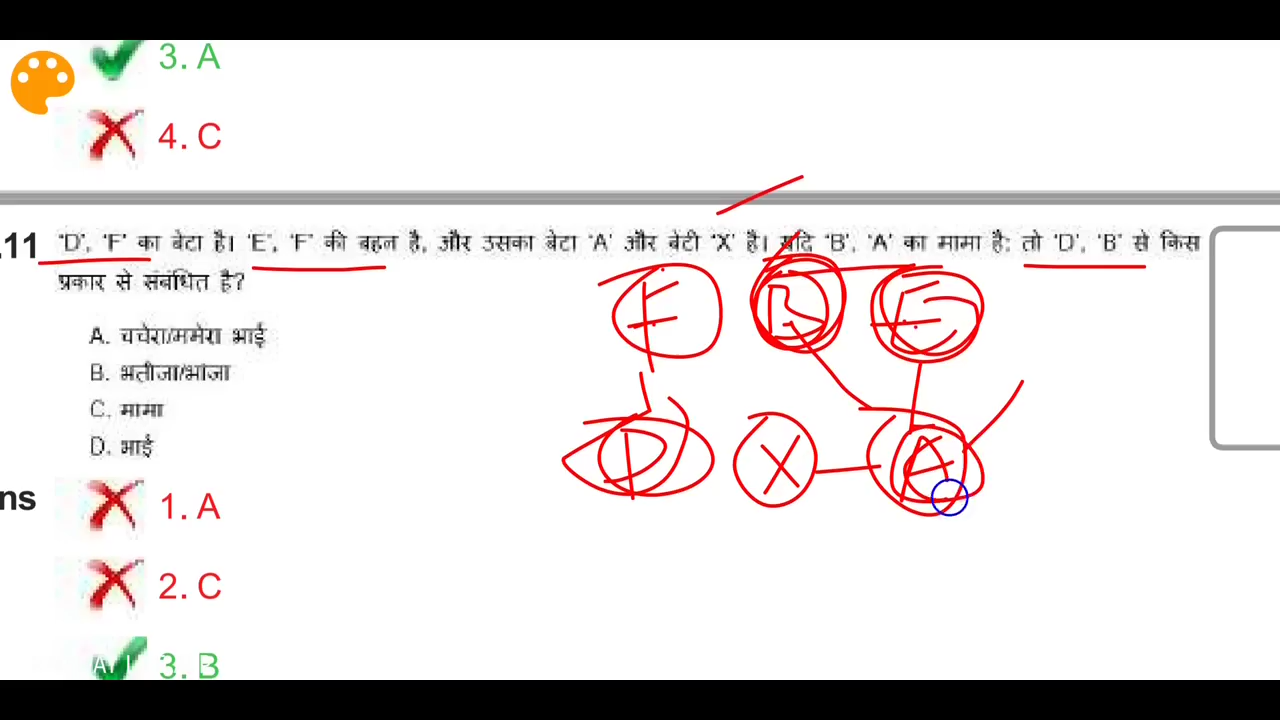 3. A
4. C
.11 'D', 'F' का बेटा है। 'E', 'F' की बहन है, और उसका बेटा 'A' और बेटी 'X' है। यदि 'B', 'A' का मामा है: तो 'D', 'B' से किस
प्रकार से संबंधित है?
F B E
A. चचेरा/ममेरा भाई
B. भतीजा/भांजा
C. मामा
D. भाई
D X A
ns
1. A
2. C
3. B